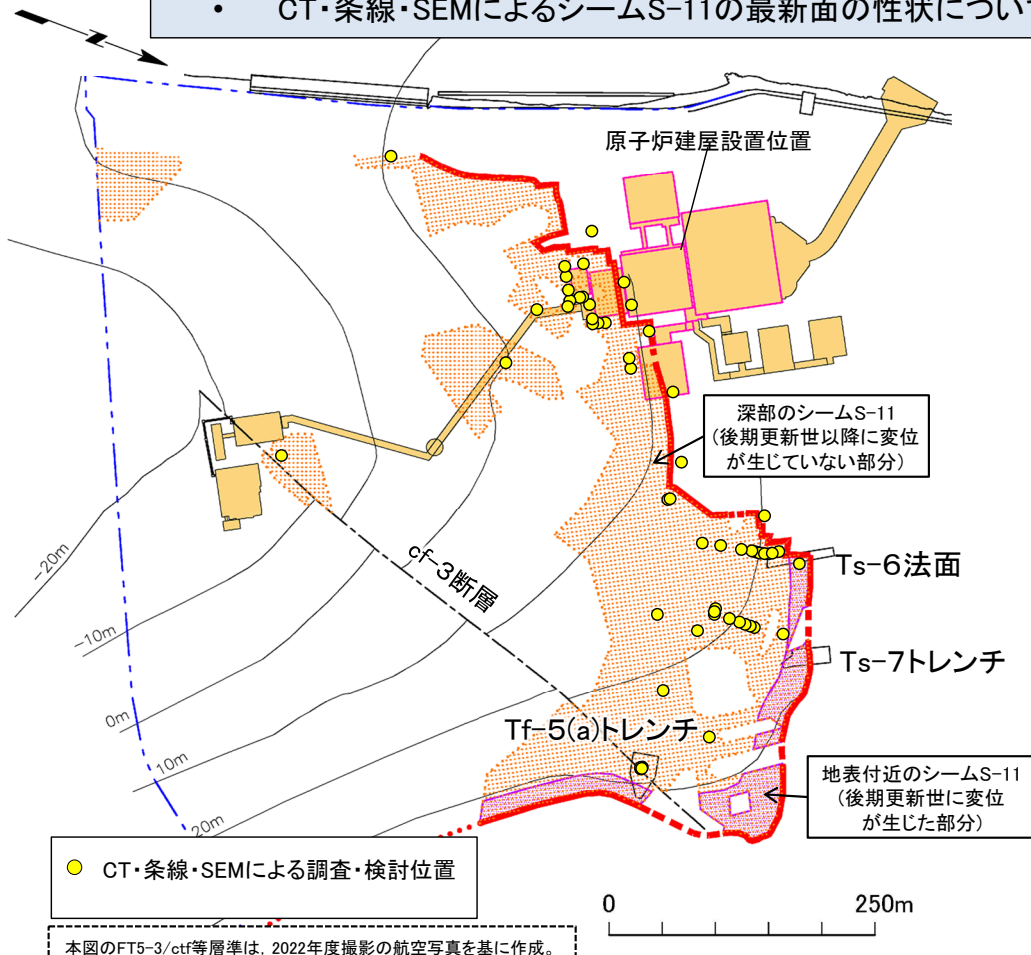 • CT・条線・SEMによるシームS-11の最新面の性状につい
N
原子炉建屋設置位置
深部のシームS-11
(後期更新世以降に変位
が生じていない部分)
cf-3断層
Ts-6法面
Ts-7トレンチ
Tf-5(a)トレンチ
地表付近のシームS-11
(後期更新世に変位
が生じた部分)
-20m
-10m
0m
10m
20m
CT・条線・SEMによる調査・検討位置
0 250m
本図のFT5-3/ctf等層準は, 2022年度撮影の航空写真を基に作成。